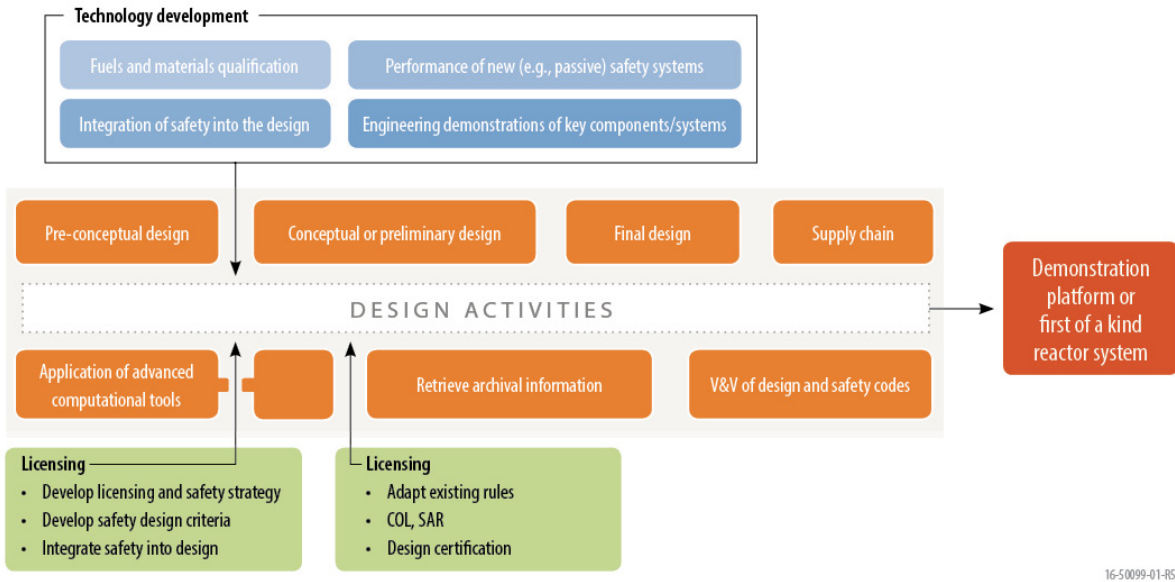 Technology development
Fuels and materials qualification
Performance of new (e.g., passive) safety systems
Integration of safety into the design
Engineering demonstrations of key components/systems
Pre-conceptual design
Conceptual or preliminary design
Final design
Supply chain
DESIGN ACTIVITIES
Demonstration
platform or
first of a kind
reactor system
Application of advanced
computational tools
Retrieve archival information
V&V of design and safety codes
Licensing
• Develop licensing and safety strategy
• Develop safety design criteria
• Integrate safety into design
Licensing
• Adapt existing rules
• COL, SAR
• Design certification
16-50099-01-R5